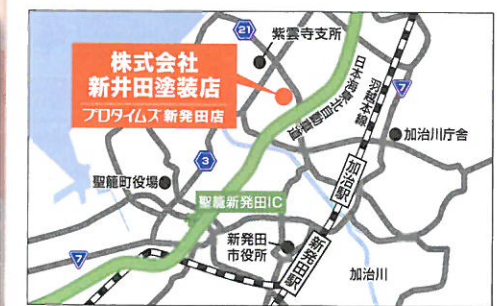 21
紫雲寺支所
株式会社
新井田塗装店
プロタイムズ新発田店
日本海東北自動車道
羽越本線
7
加治川庁舎
3
加治駅
聖籠町役場
聖籠新発田IC
新発田
市役所
新発田駅
7
加治川